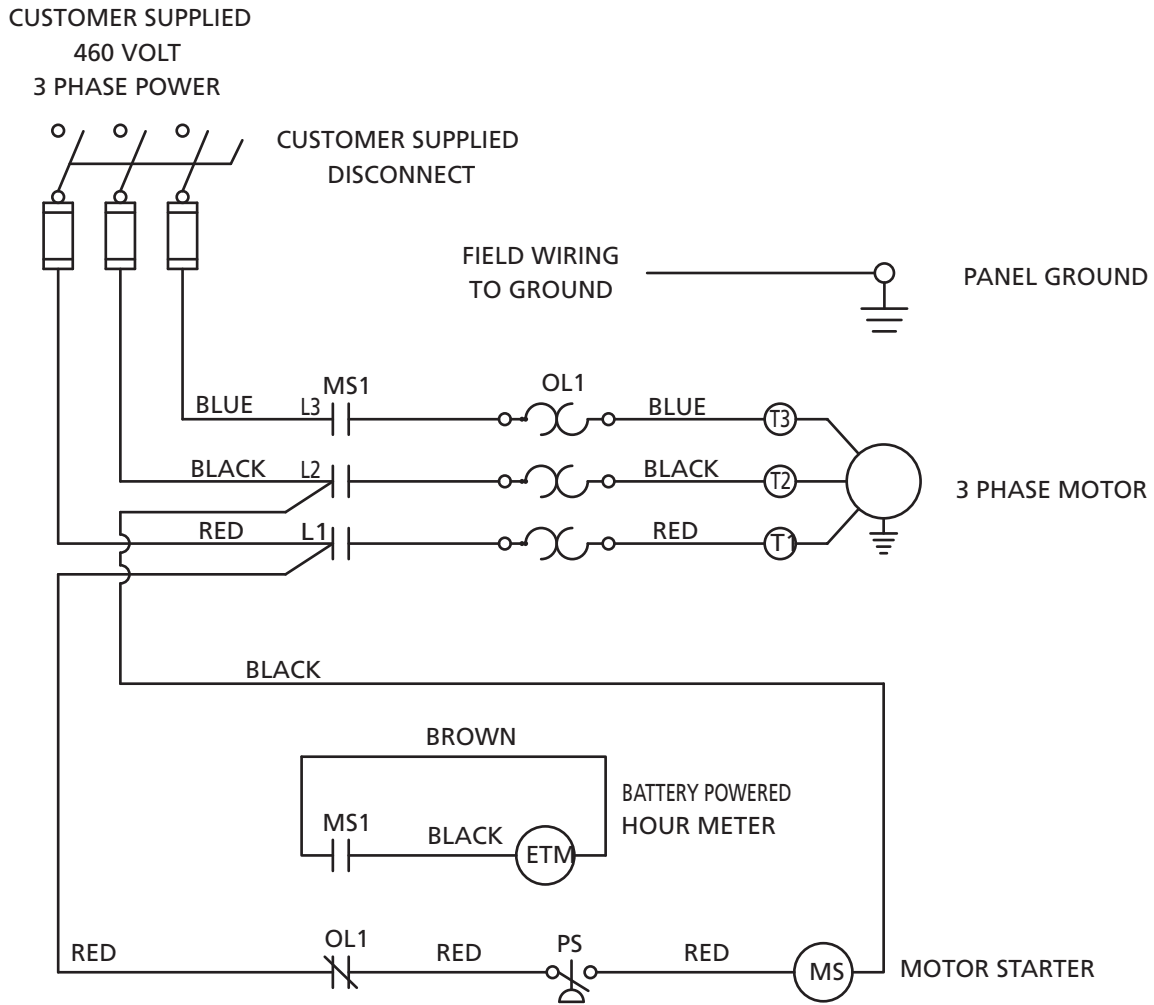 CUSTOMER SUPPLIED
460 VOLT
3 PHASE POWER
CUSTOMER SUPPLIED
DISCONNECT
FIELD WIRING
TO GROUND
PANEL GROUND
BLUE
L3
MS1
OL1
BLUE
T3
BLACK
L2
BLACK
T2
3 PHASE MOTOR
RED
L1
RED
T1
BLACK
BROWN
BATTERY POWERED
HOUR METER
MS1
BLACK
ETM
RED
OL1
RED
PS
RED
MS
MOTOR STARTER